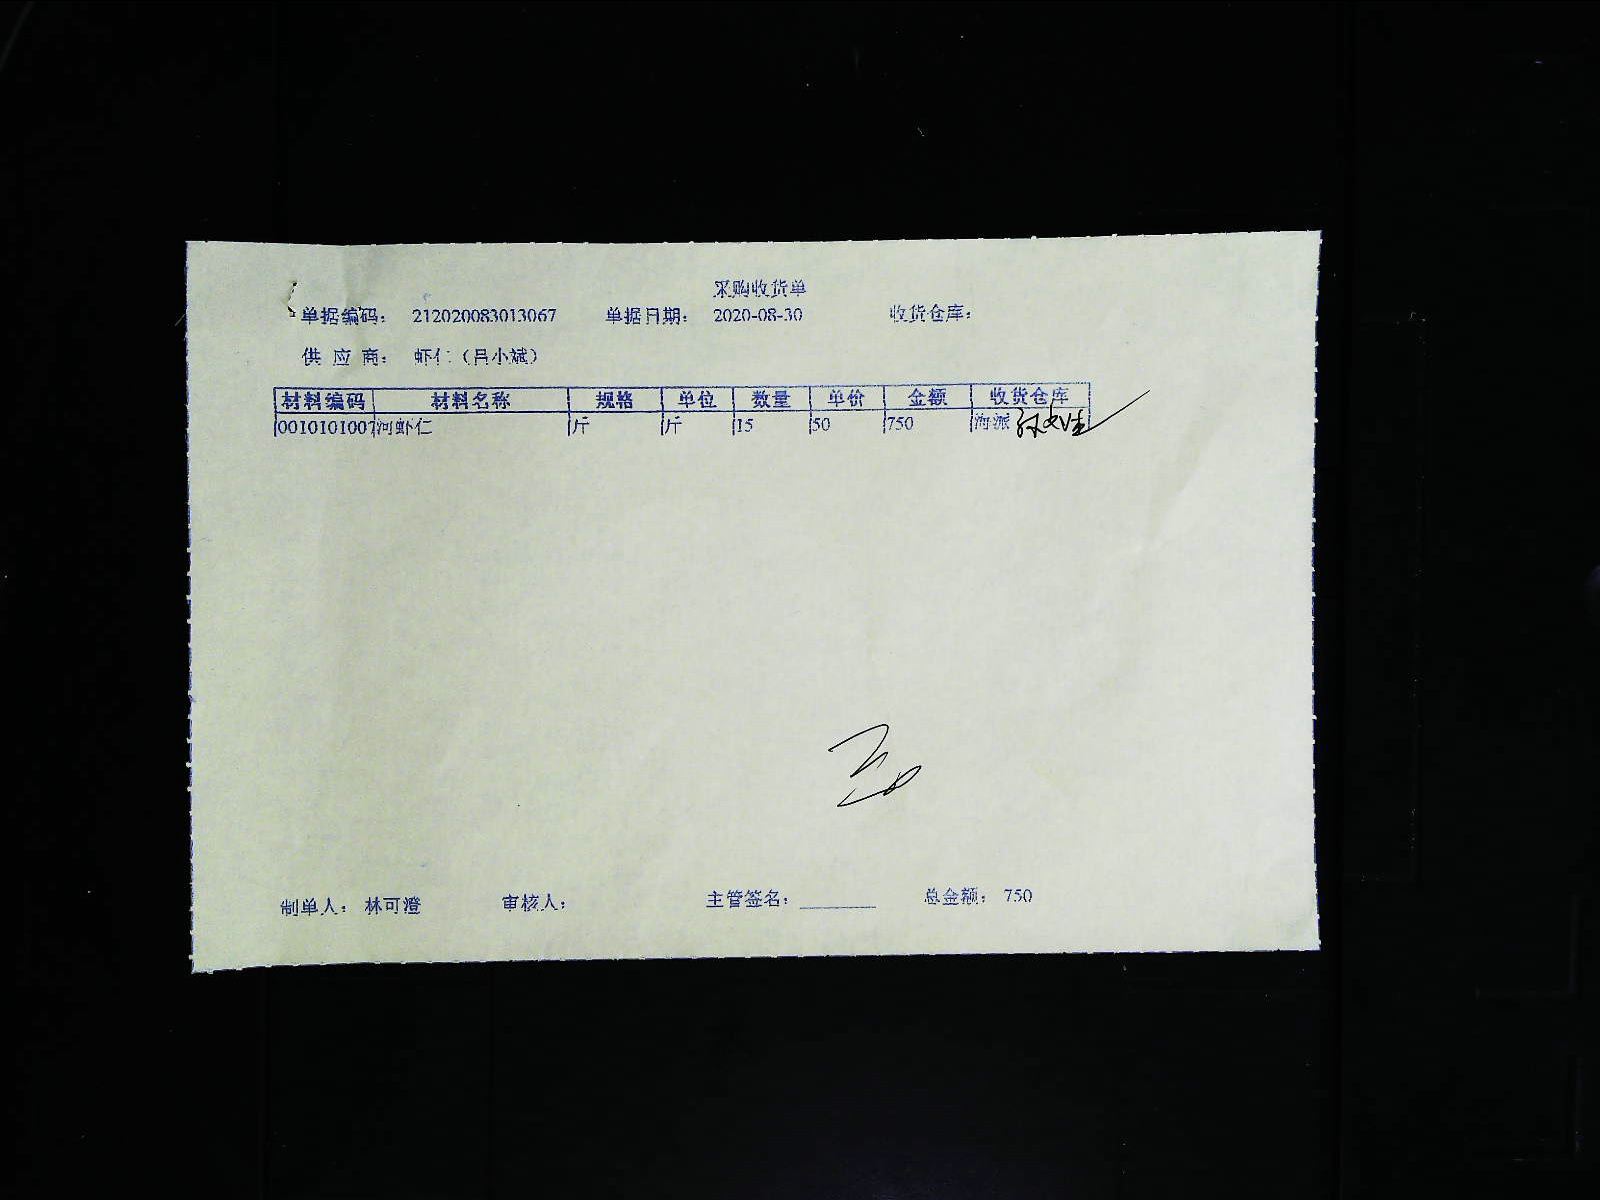 采购收货单
单据编码： 212020083013067 单据日期： 2020-08-30 收货仓库：
供应商： 虾仁（吕小斌）
材料编码 材料名称 规格 单位 数量 单价 金额 收货仓库
0010101007 河虾仁 斤 斤 15 50 750 海派
制单人： 林可澄 审核人： 主管签名： 总金额： 750